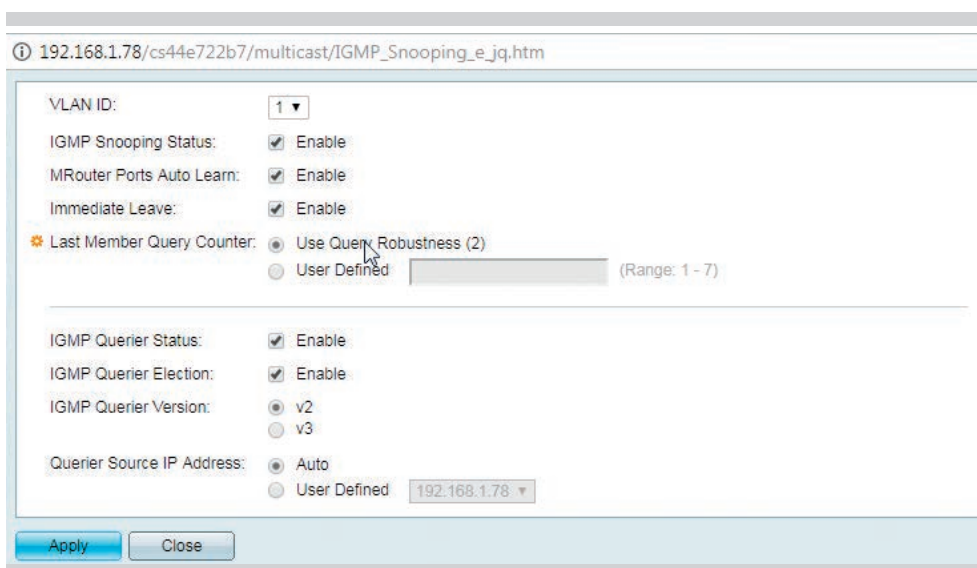 192.168.1.78/cs44e722b7/multicast/IGMP_Snooping_e_jq.htm
VLAN ID: 1
IGMP Snooping Status: Enable
MRouter Ports Auto Learn: Enable
Immediate Leave: Enable
Last Member Query Counter: Use Query Robustness (2)
User Defined (Range: 1 - 7)
IGMP Querier Status: Enable
IGMP Querier Election: Enable
IGMP Querier Version: v2
v3
Querier Source IP Address: Auto
User Defined 192.168.1.78
Apply Close